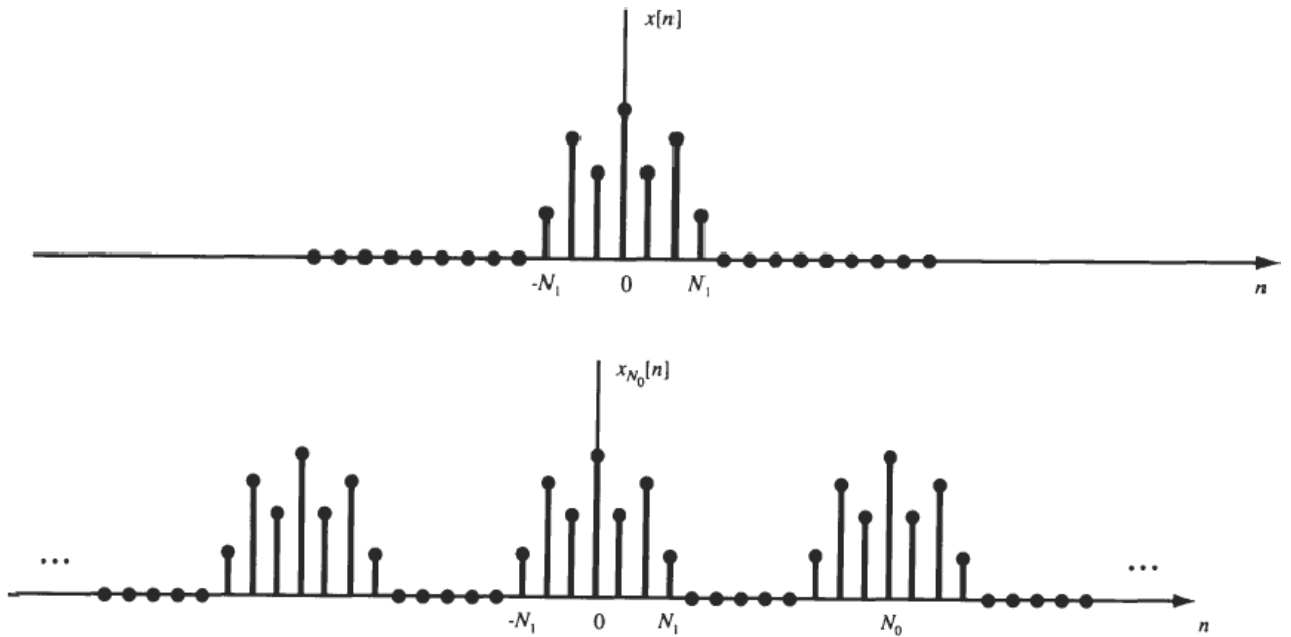 x[n]
-N₁ 0 N₁
n
x_{N₀}[n]
... ...
-N₁ 0 N₁ N₀ n